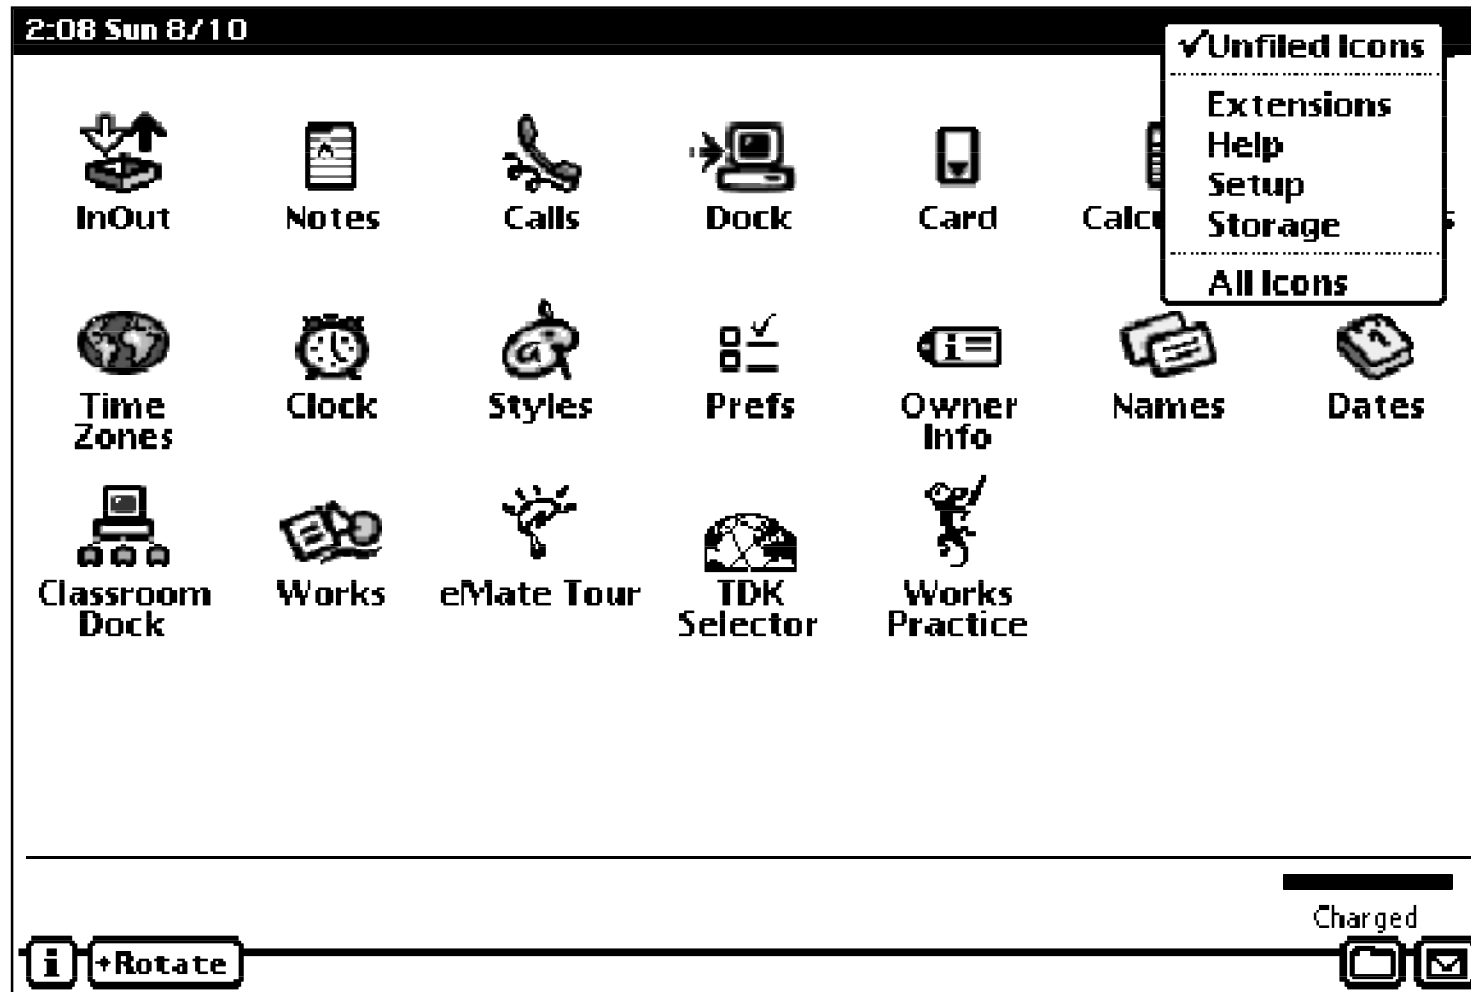 2:08 Sun 8/10
✓Unfiled Icons
Extensions
Help
Setup
Storage
All Icons
InOut
Notes
Calls
Dock
Card
Time
Zones
Clock
Styles
Prefs
Owner
Info
Names
Dates
Classroom
Dock
Works
eMate Tour
TDK
Selector
Works
Practice
Charged
i
Rotate